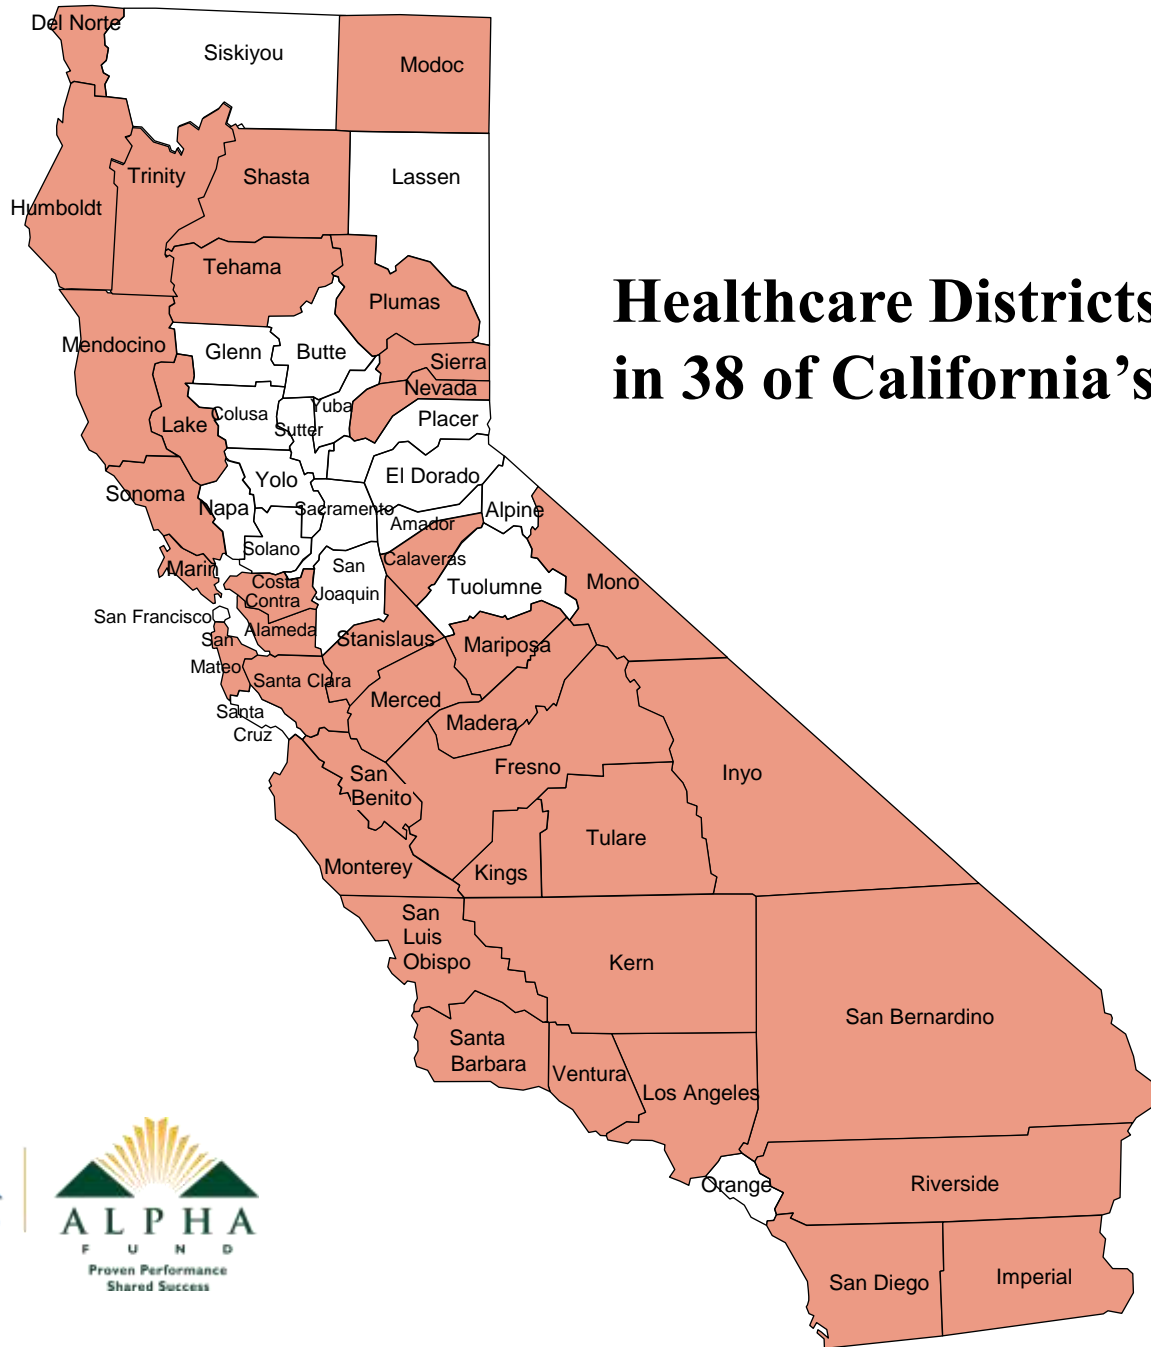 Del Norte
Siskiyou
Modoc
Humboldt
Trinity
Shasta
Lassen
Tehama
Plumas
Healthcare Districts
in 38 of California’s
Mendocino
Glenn
Butte
Sierra
Nevada
Lake
Colusa
Sutter
Yuba
Placer
Sonoma
Napa
Yolo
Sacramento
El Dorado
Amador
Alpine
Solano
Marin
Costa
Contra
San
Joaquin
Calaveras
Tuolumne
Mono
San Francisco
Alameda
Stanislaus
Mariposa
San
Mateo
Santa Clara
Merced
Madera
Santa
Cruz
San
Benito
Fresno
Inyo
Monterey
Kings
Tulare
San
Luis
Obispo
Kern
San Bernardino
Santa
Barbara
Ventura
Los Angeles
Orange
Riverside
San Diego
Imperial
ALPHA
FUND
Proven Performance
Shared Success